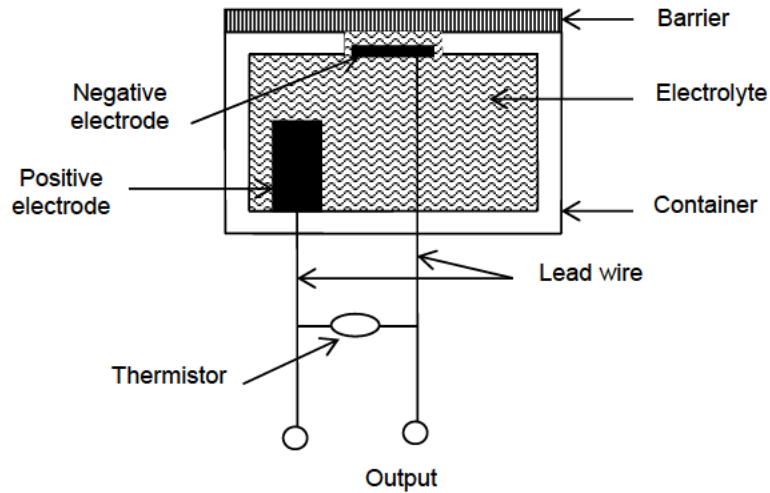 Barrier
Negative
electrode
Electrolyte
Positive
electrode
Container
Lead wire
Thermistor
Output